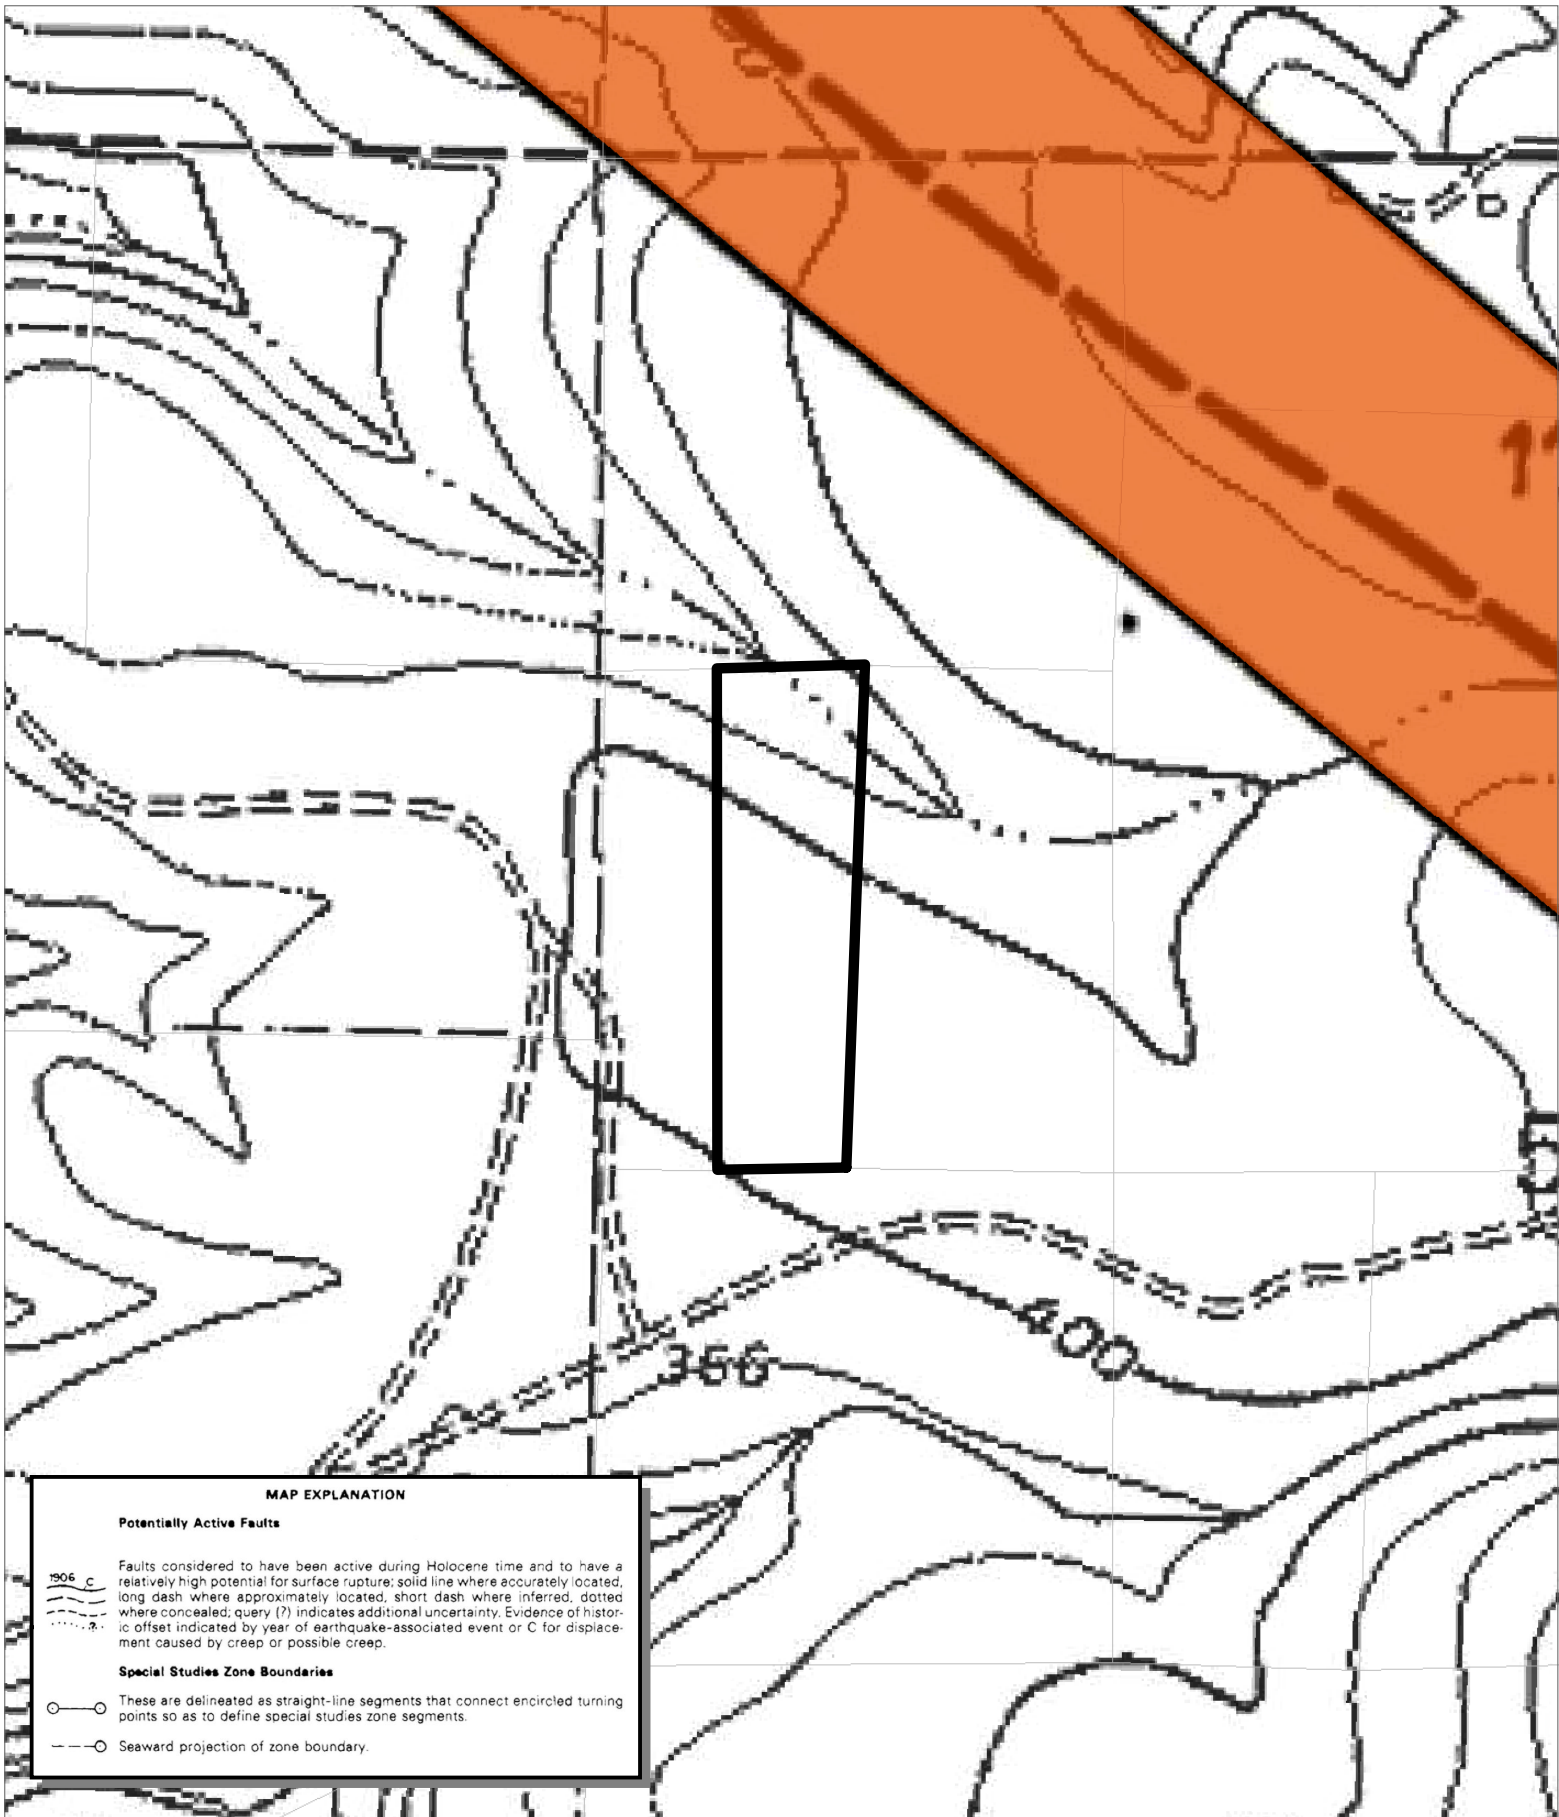 366
400
MAP EXPLANATION
Potentially Active Faults
1906 C
Faults considered to have been active during Holocene time and to have a
relatively high potential for surface rupture; solid line where accurately located,
long dash where approximately located, short dash where inferred, dotted
where concealed; query (?) indicates additional uncertainty. Evidence of histor-
ic offset indicated by year of earthquake-associated event or C for displace-
ment caused by creep or possible creep.
?
Special Studies Zone Boundaries
These are delineated as straight-line segments that connect encircled turning
points so as to define special studies zone segments.
Seaward projection of zone boundary.